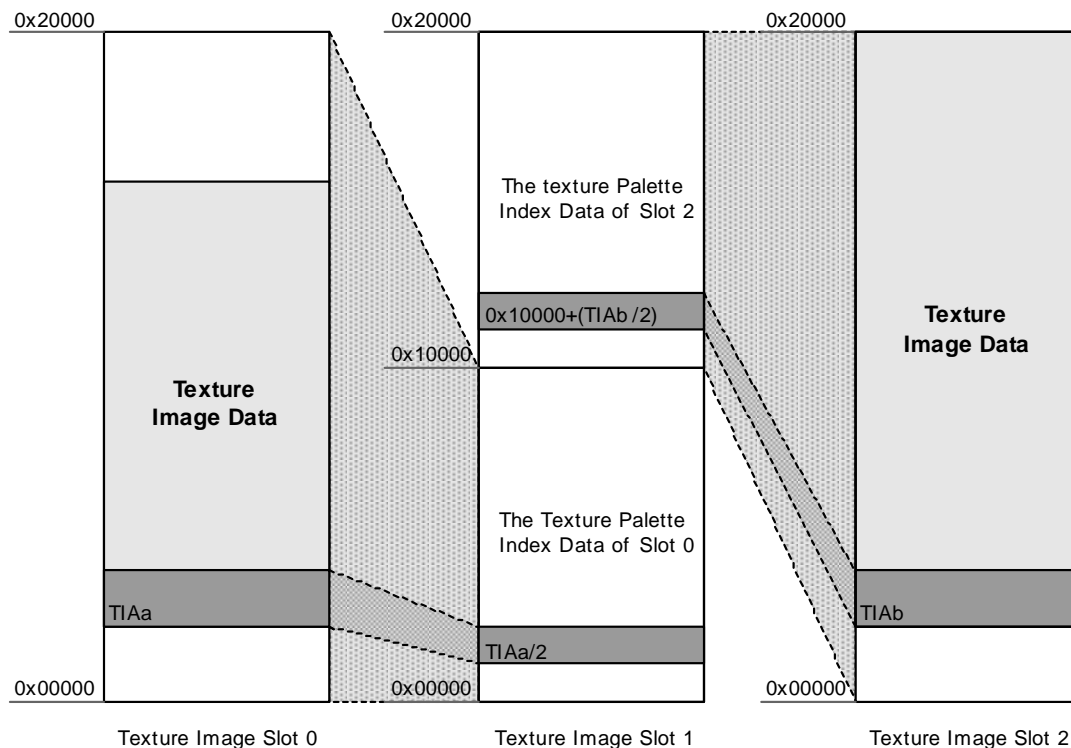 0x20000
0x20000
0x20000
The texture Palette
Index Data of Slot 2
0x10000+(TIAb /2)
0x10000
Texture
Image Data
Texture
Image Data
The Texture Palette
Index Data of Slot 0
TIAa
TIAa/2
TIAb
0x00000
0x00000
0x00000
Texture Image Slot 0
Texture Image Slot 1
Texture Image Slot 2